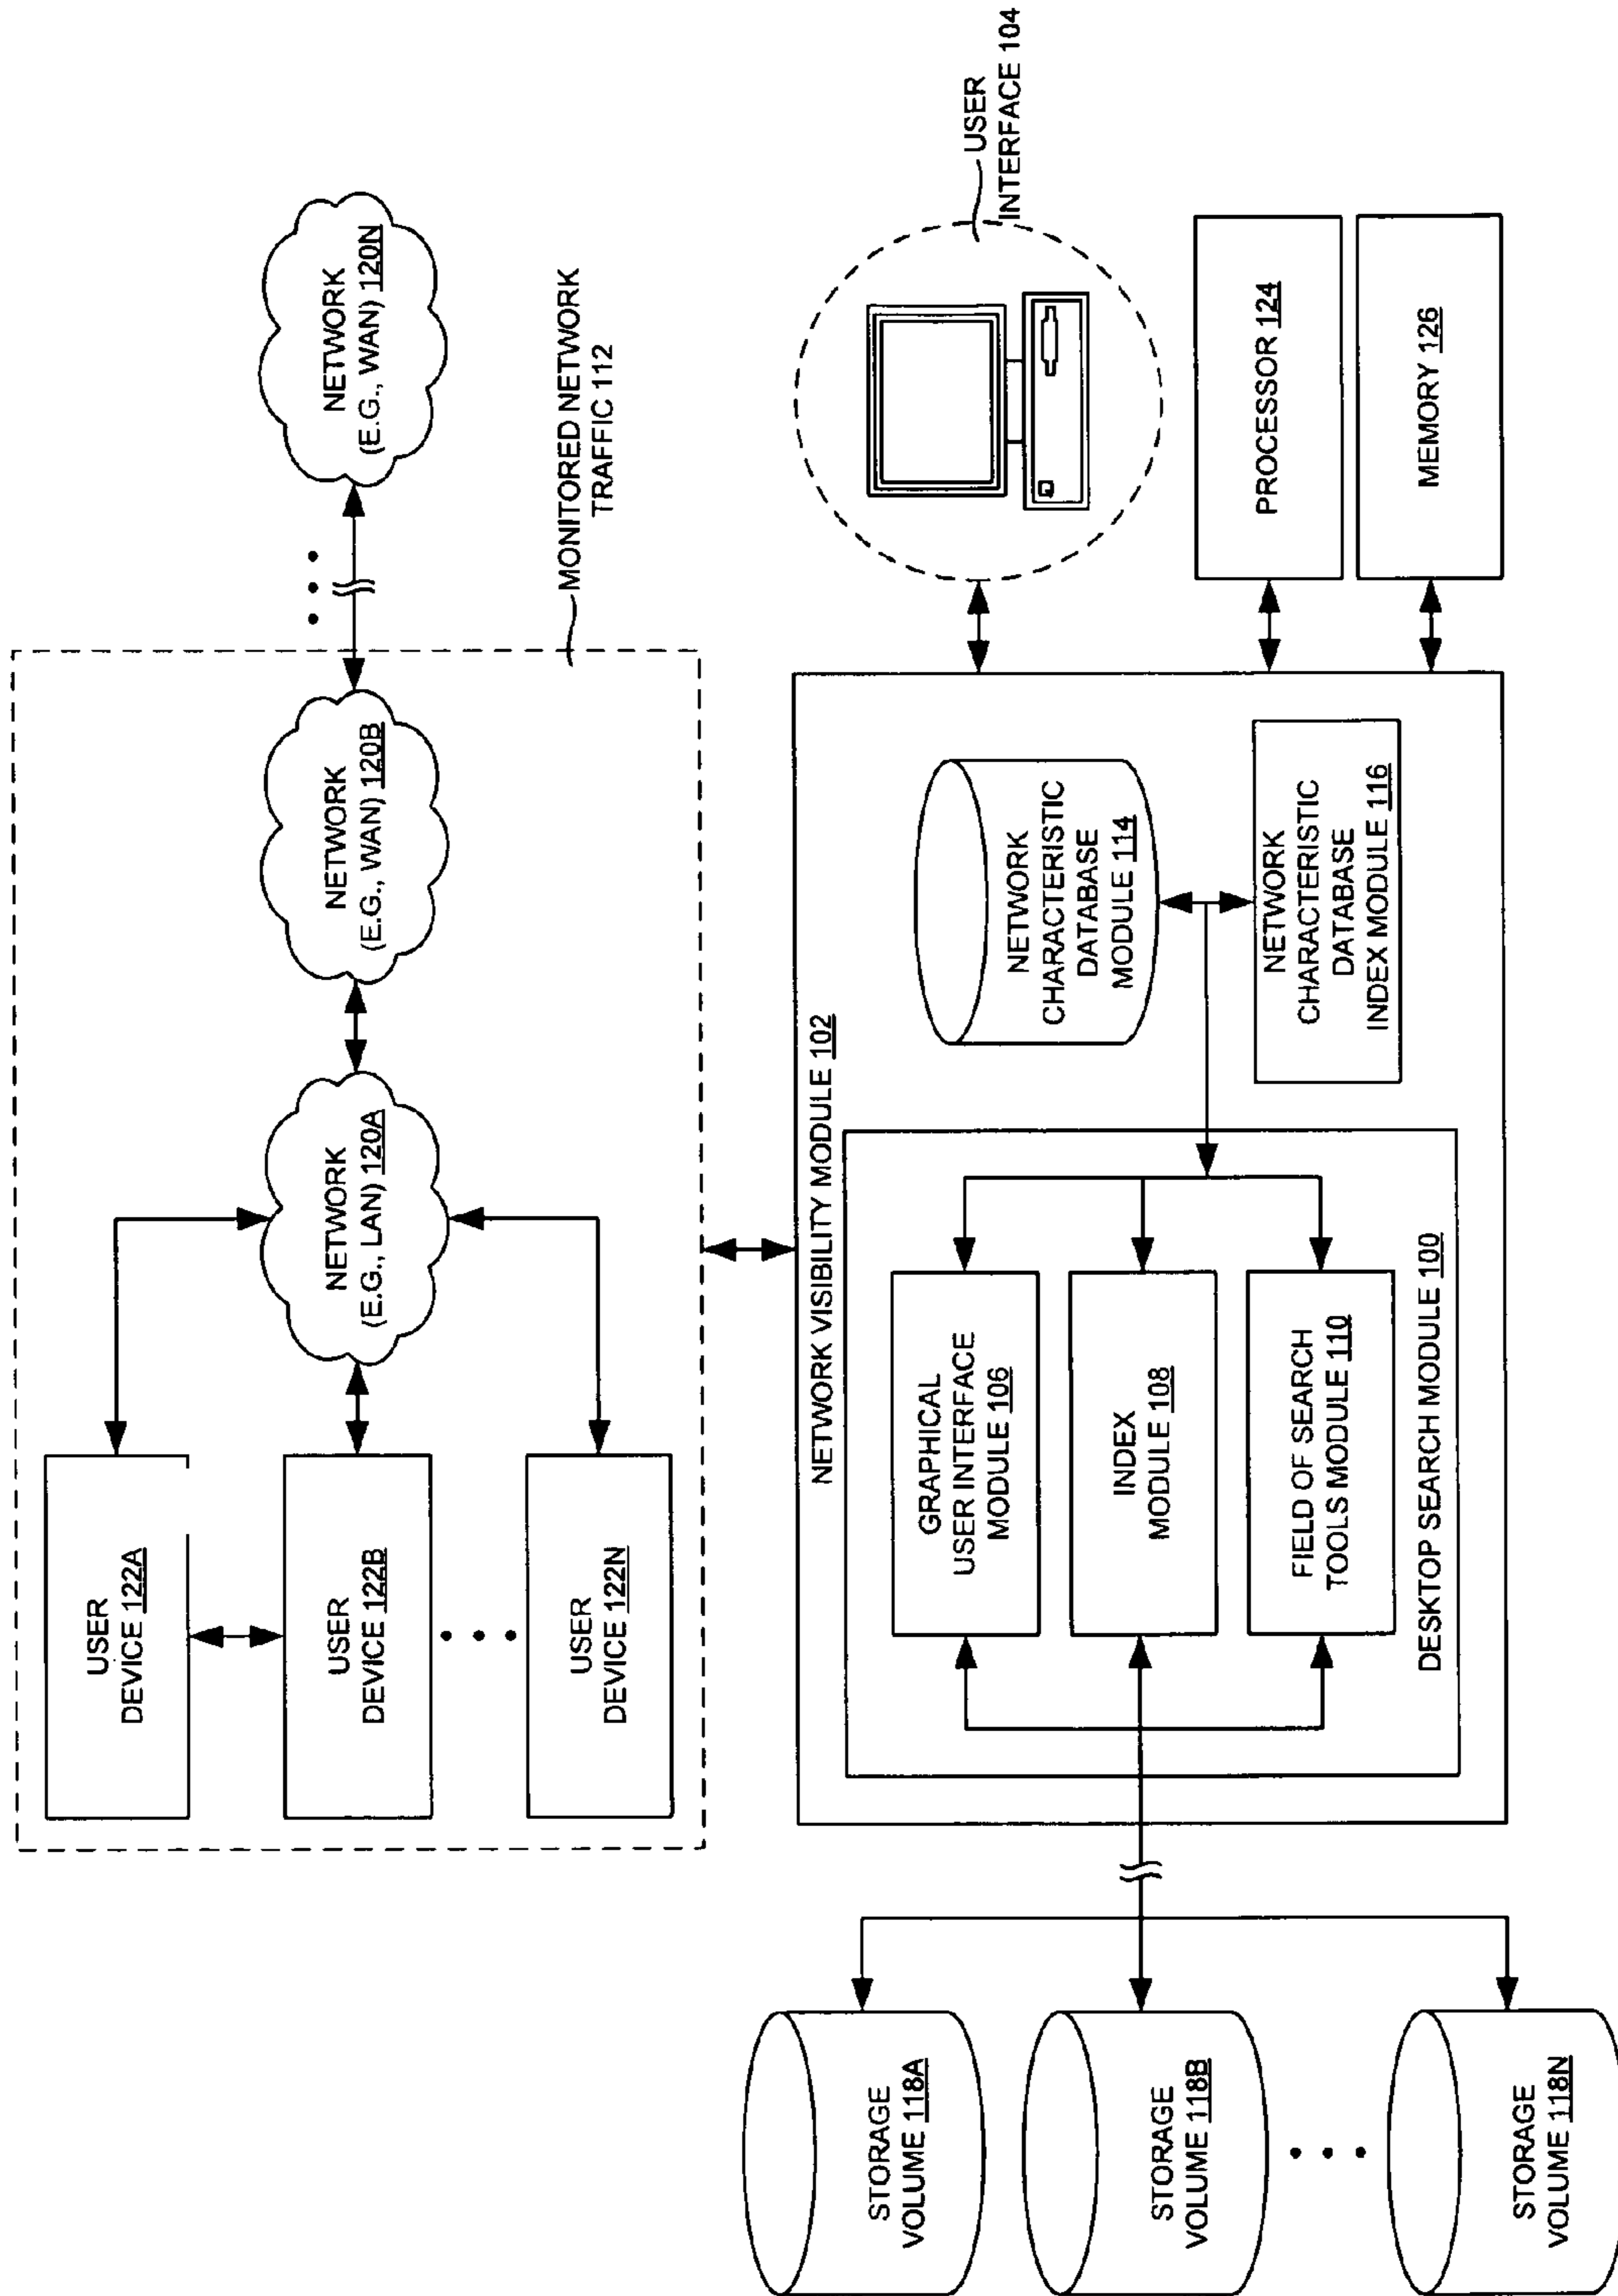 USER
DEVICE 122A
USER
DEVICE 122B
USER
DEVICE 122N
NETWORK
(E.G., LAN) 120A
NETWORK
(E.G., WAN) 120B
NETWORK
(E.G., WAN) 120N
MONITORED NETWORK
TRAFFIC 112
STORAGE
VOLUME 118A
STORAGE
VOLUME 118B
STORAGE
VOLUME 118N
NETWORK VISIBILITY MODULE 102
GRAPHICAL
USER INTERFACE
MODULE 106
INDEX
MODULE 108
FIELD OF SEARCH
TOOLS MODULE 110
DESKTOP SEARCH MODULE 100
NETWORK
CHARACTERISTIC
DATABASE
MODULE 114
NETWORK
CHARACTERISTIC
DATABASE
INDEX MODULE 116
USER
INTERFACE 104
PROCESSOR 124
MEMORY 126